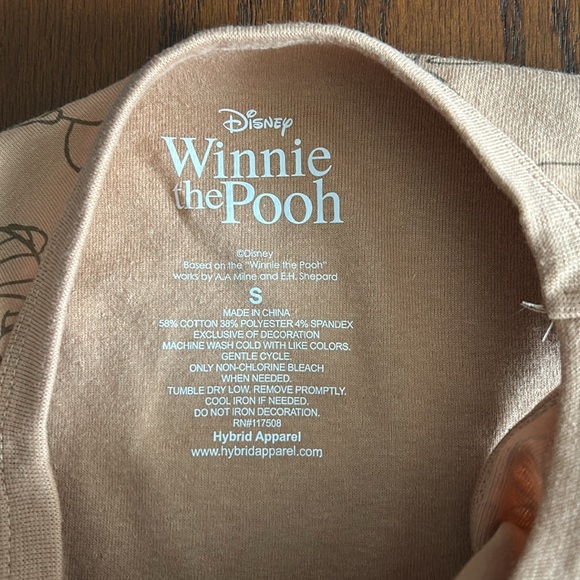 Disney
Winnie
the Pooh
©Disney
Based on the "Winnie the Pooh"
works by A.A Milne and E.H. Shepard
S
MADE IN CHINA
58% COTTON 38% POLYESTER 4% SPANDEX
EXCLUSIVE OF DECORATION
MACHINE WASH COLD WITH LIKE COLORS.
GENTLE CYCLE.
ONLY NON-CHLORINE BLEACH
WHEN NEEDED.
TUMBLE DRY LOW. REMOVE PROMPTLY.
COOL IRON IF NEEDED.
DO NOT IRON DECORATION.
RN#117508
Hybrid Apparel
www.hybridapparel.com